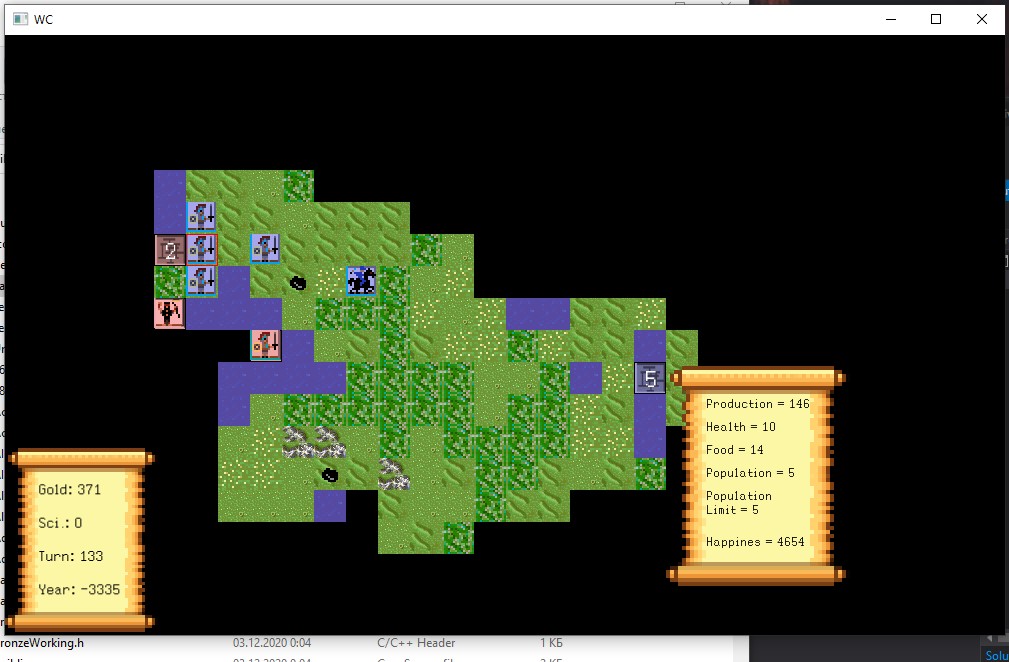 WC
2
5
Production = 146
Health = 10
Food = 14
Population = 5
Population
Limit = 5
Happines = 4654
Gold: 371
Sci.: 0
Turn: 133
Year: -3335
ronzeWorking.h 03.12.2020 0:04 C/C++ Header 1 КБ
Solu